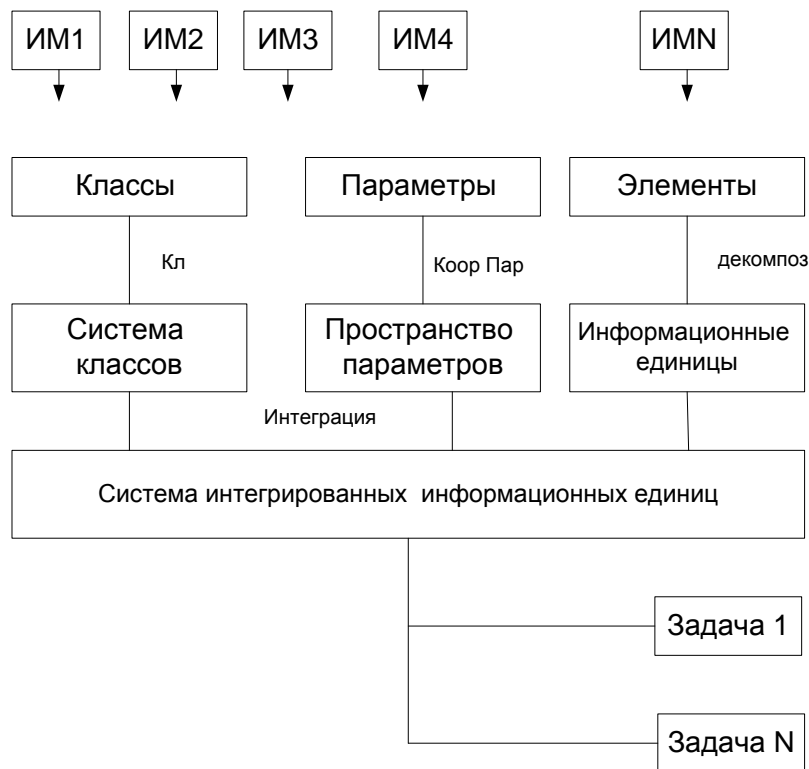 ИМ1 ИМ2 ИМ3 ИМ4 ИМN
Классы Параметры Элементы
Кл Коор Пар декомпоз
Система
классов
Пространство
параметров
Информационные
единицы
Интеграция
Система интегрированных информационных единиц
Задача 1
Задача N